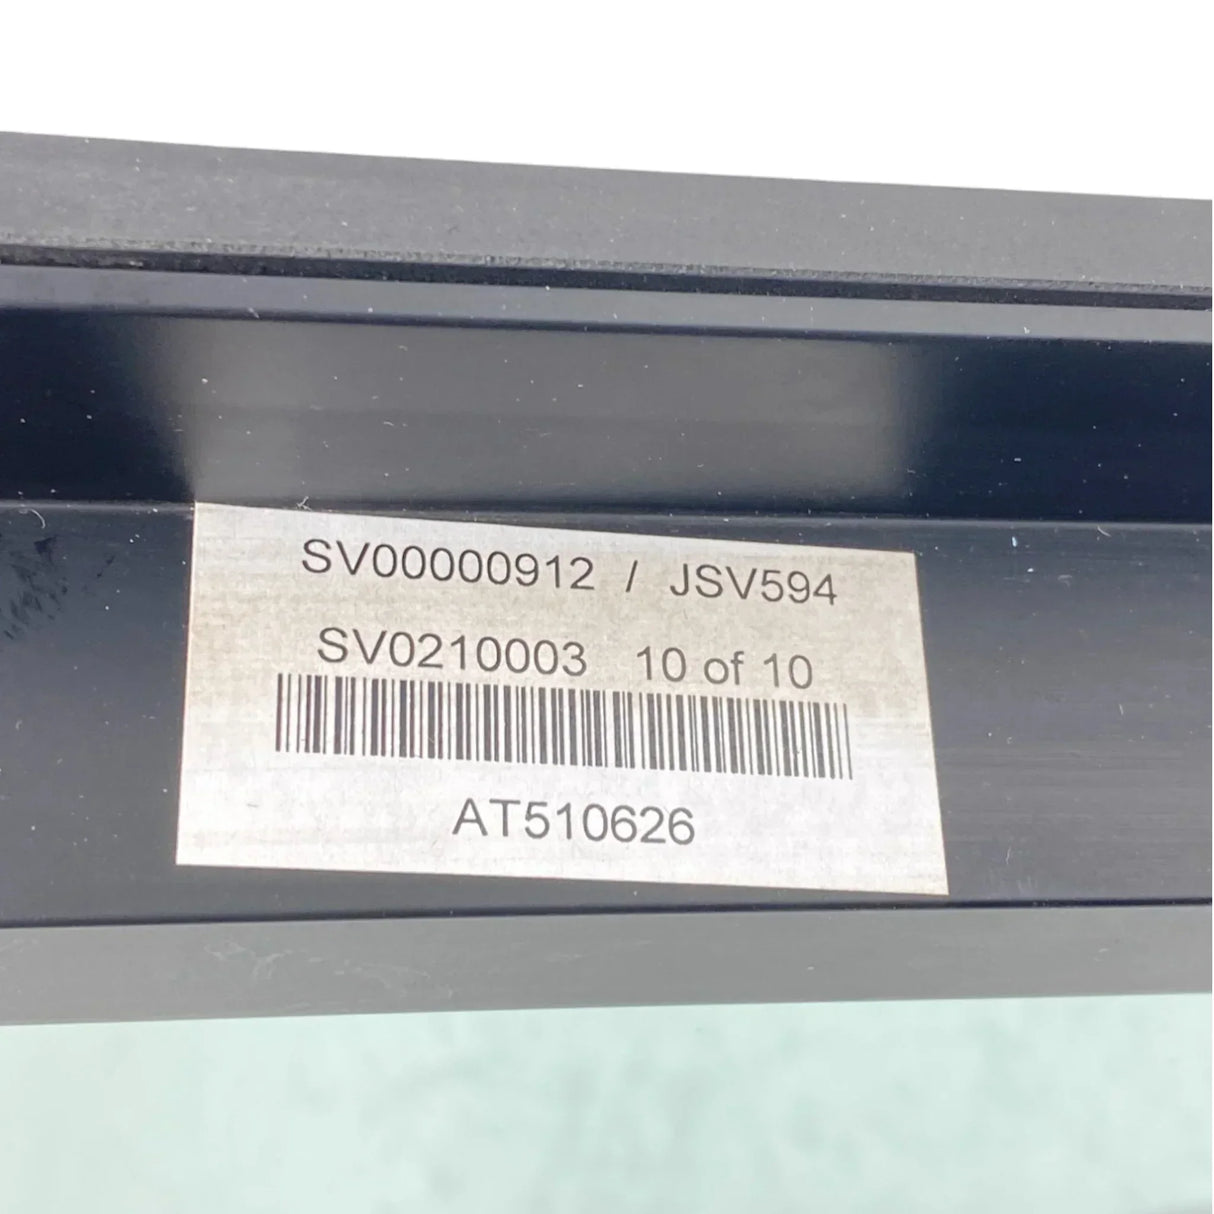 SV00000912 / JSV594
SV0210003 10 of 10
AT510626